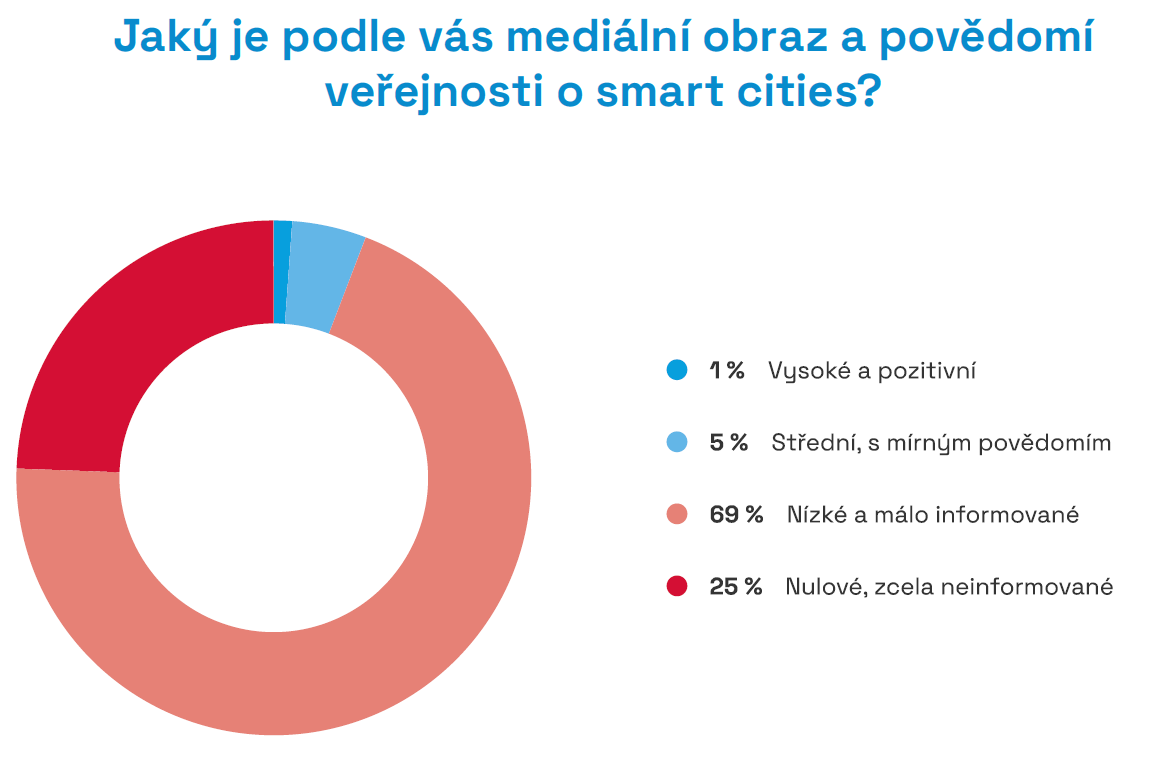 Jaký je podle vás mediální obraz a povědomí
veřejnosti o smart cities?
1 % Vysoké a pozitivní
5 % Střední, s mírným povědomím
69 % Nízké a málo informované
25 % Nulové, zcela neinformované